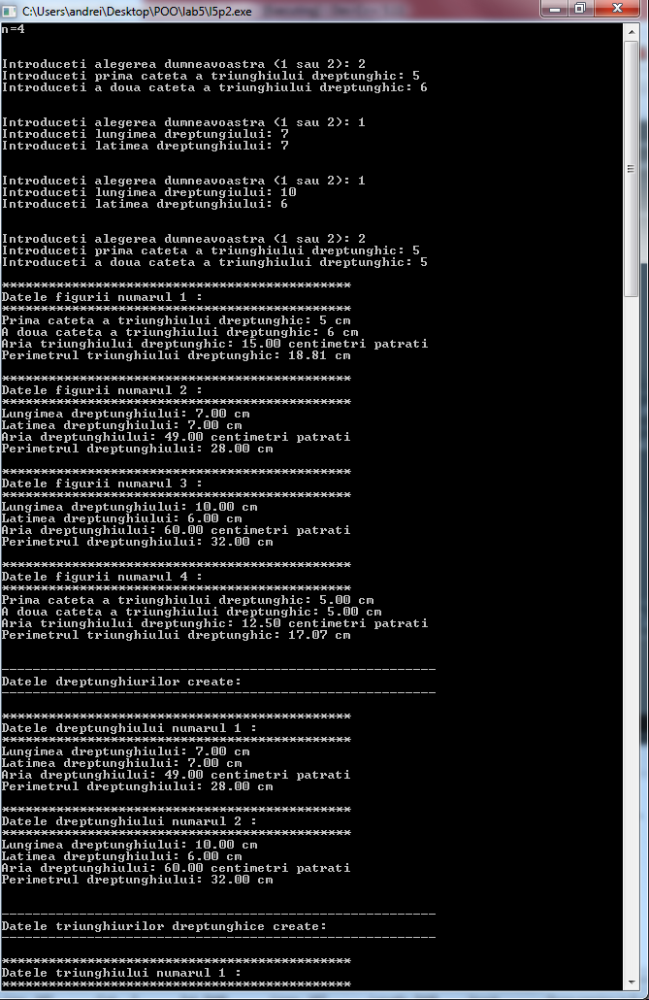 C:\Users\andrei\Desktop\POO\lab5\l5p2.exe
n=4
Introduceti alegerea dumneavoastra (1 sau 2): 2
Introduceti prima cateta a triunghiului dreptunghic: 5
Introduceti a doua cateta a triunghiului dreptunghic: 6
Introduceti alegerea dumneavoastra (1 sau 2): 1
Introduceti lungimea dreptungiului: 7
Introduceti latimea dreptunghiului: 7
Introduceti alegerea dumneavoastra (1 sau 2): 1
Introduceti lungimea dreptungiului: 10
Introduceti latimea dreptunghiului: 6
Introduceti alegerea dumneavoastra (1 sau 2): 2
Introduceti prima cateta a triunghiului dreptunghic: 5
Introduceti a doua cateta a triunghiului dreptunghic: 5
*********************************************
Datele figurii numarul 1 :
*********************************************
Prima cateta a triunghiului dreptunghic: 5 cm
A doua cateta a triunghiului dreptunghic: 6 cm
Aria triunghiului dreptunghic: 15.00 centimetri patrati
Perimetrul triunghiului dreptunghic: 18.81 cm
*********************************************
Datele figurii numarul 2 :
*********************************************
Lungimea dreptunghiului: 7.00 cm
Latimea dreptunghiului: 7.00 cm
Aria dreptunghiului: 49.00 centimetri patrati
Perimetrul dreptunghiului: 28.00 cm
*********************************************
Datele figurii numarul 3 :
*********************************************
Lungimea dreptunghiului: 10.00 cm
Latimea dreptunghiului: 6.00 cm
Aria dreptunghiului: 60.00 centimetri patrati
Perimetrul dreptunghiului: 32.00 cm
*********************************************
Datele figurii numarul 4 :
*********************************************
Prima cateta a triunghiului dreptunghic: 5.00 cm
A doua cateta a triunghiului dreptunghic: 5.00 cm
Aria triunghiului dreptunghic: 12.50 centimetri patrati
Perimetrul triunghiului dreptunghic: 17.07 cm
--------------------------------------------------------
Datele dreptunghiurilor create:
--------------------------------------------------------
*********************************************
Datele dreptunghiului numarul 1 :
*********************************************
Lungimea dreptunghiului: 7.00 cm
Latimea dreptunghiului: 7.00 cm
Aria dreptunghiului: 49.00 centimetri patrati
Perimetrul dreptunghiului: 28.00 cm
*********************************************
Datele dreptunghiului numarul 2 :
*********************************************
Lungimea dreptunghiului: 10.00 cm
Latimea dreptunghiului: 6.00 cm
Aria dreptunghiului: 60.00 centimetri patrati
Perimetrul dreptunghiului: 32.00 cm
--------------------------------------------------------
Datele triunghiurilor dreptunghice create:
--------------------------------------------------------
*********************************************
Datele triunghiului numarul 1 :
*********************************************